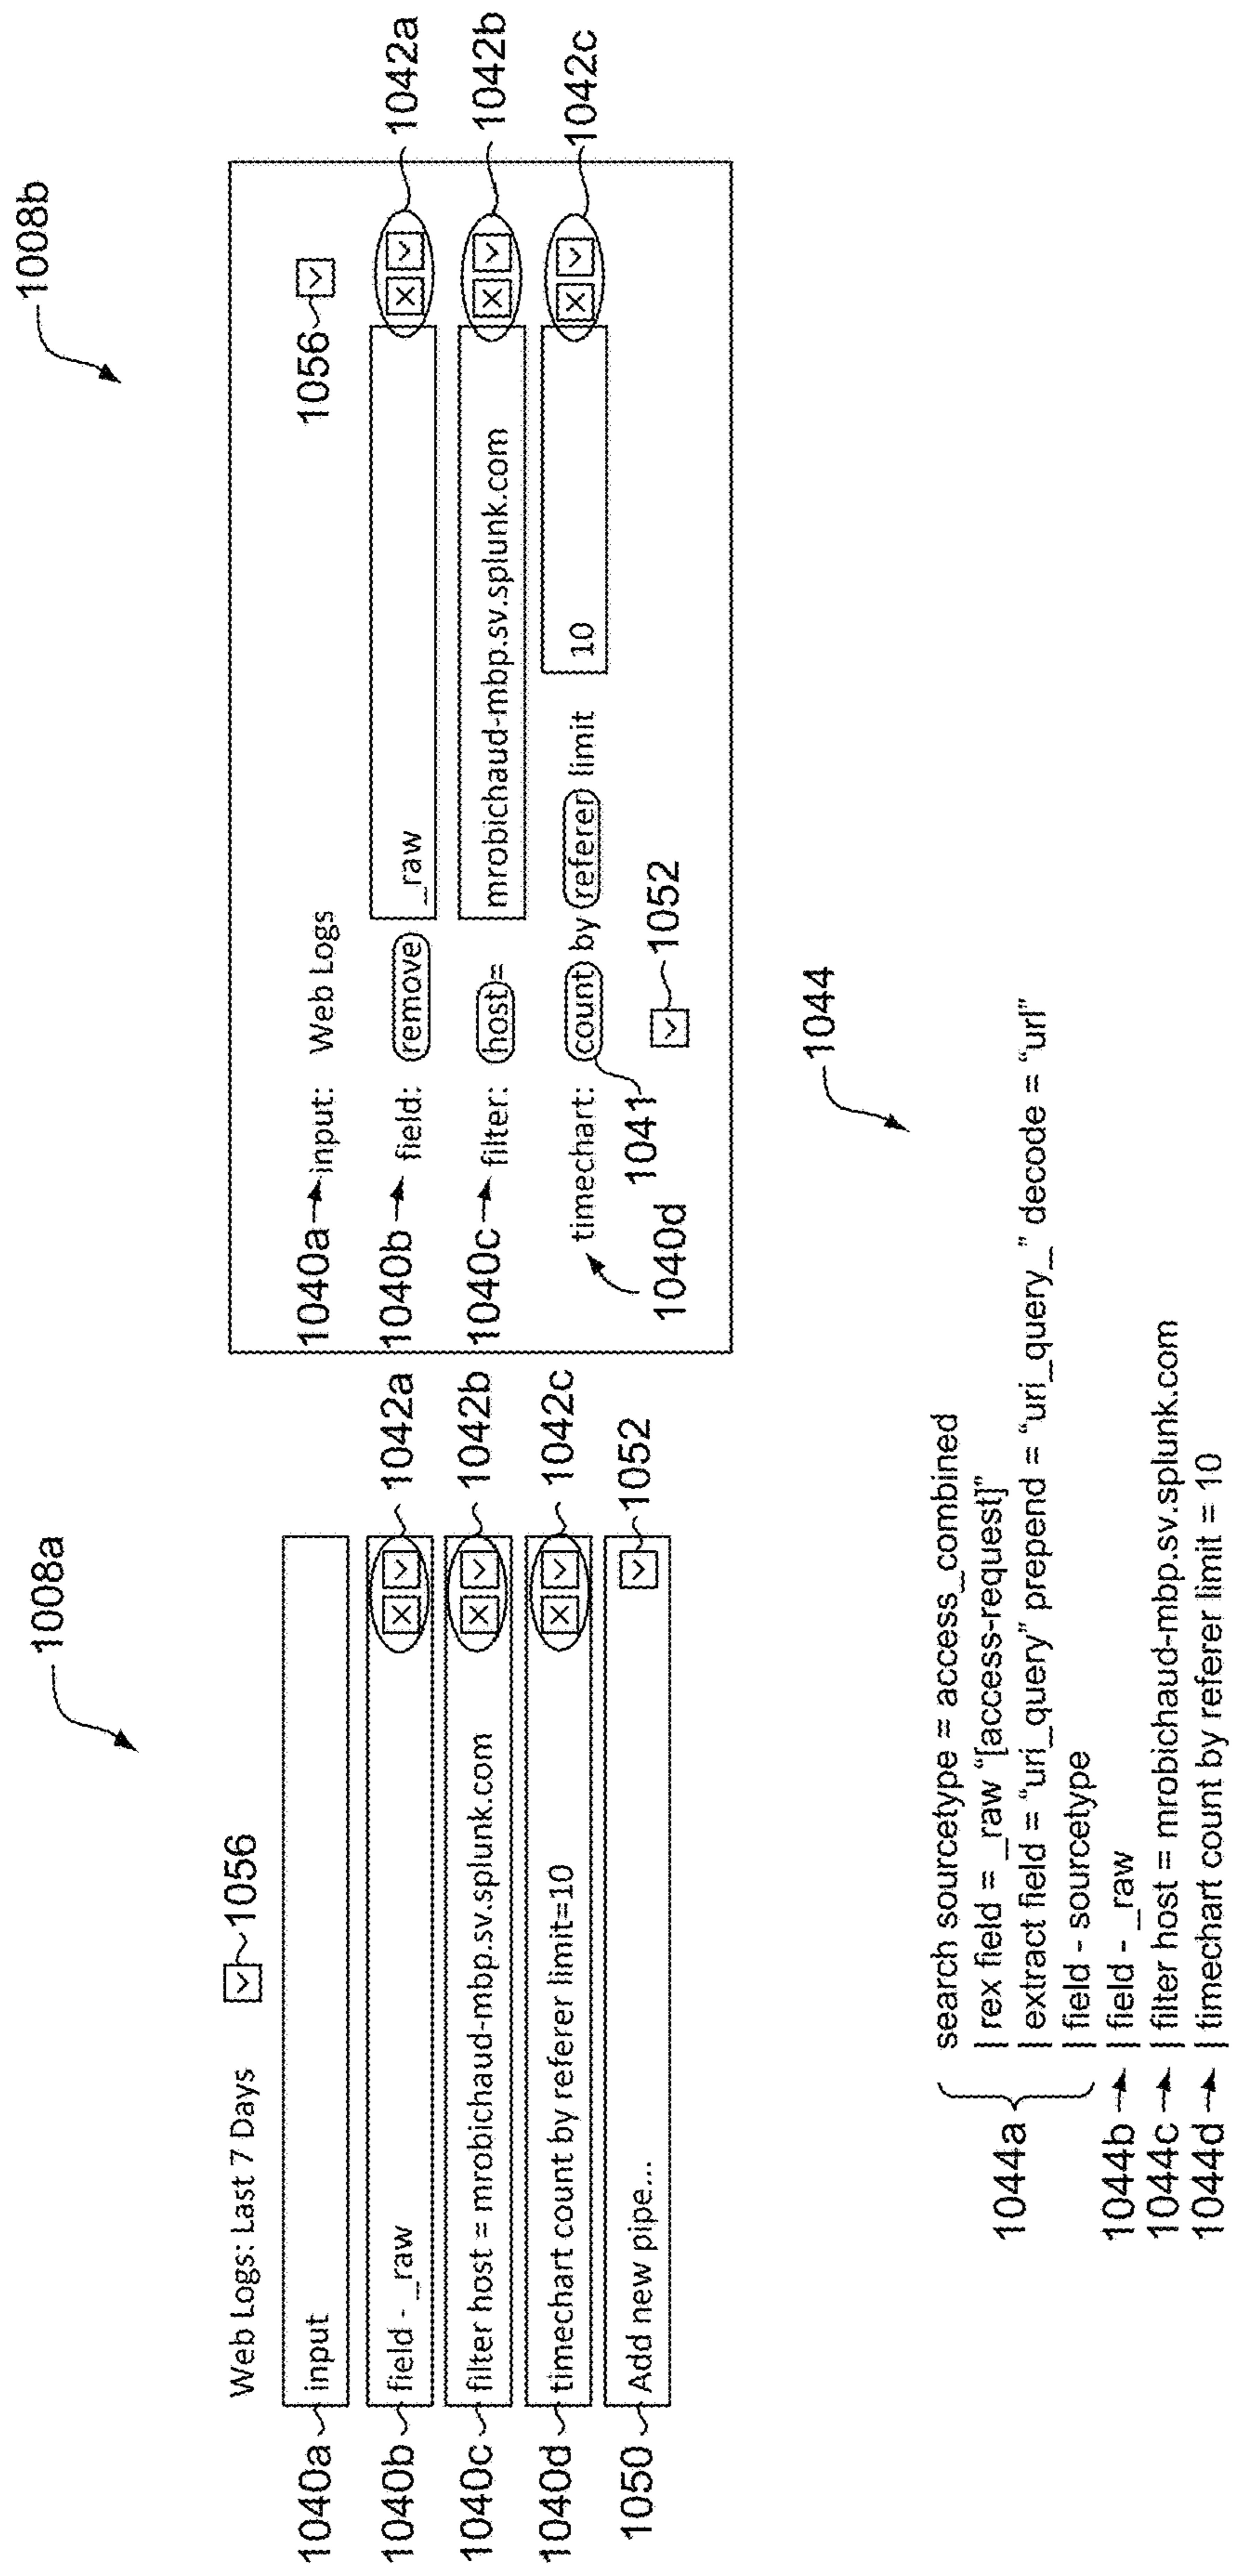 1008a
Web Logs: Last 7 Days 1056
1040a input
1040b field - _raw 1042a
1040c filter host = mrobichaud-mbp.sv.splunk.com 1042b
1040d timechart count by referer limit=10 1042c
1050 Add new pipe... 1052
1008b
1056
1040a input: Web Logs
1040b field: remove _raw 1042a
1040c filter: host= mrobichaud-mbp.sv.splunk.com 1042b
timechart: count by referer limit 10 1042c
1040d 1041 1052
1044
1044a search sourcetype = access_combined
| rex field = _raw “[access-request]”
| extract field = “uri_query” prepend = “uri_query_” decode = “url”
| field - sourcetype
1044b | field - _raw
1044c | filter host = mrobichaud-mbp.sv.splunk.com
1044d | timechart count by referer limit = 10